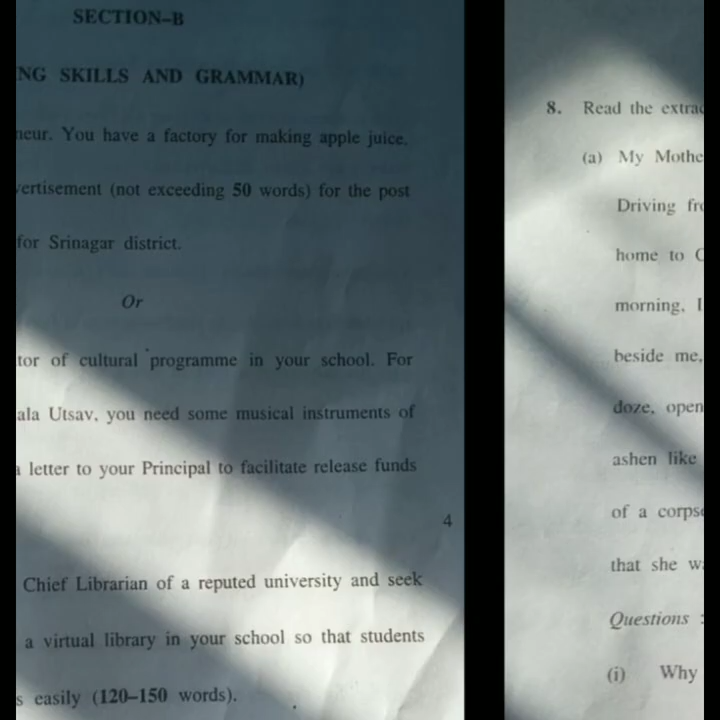 SECTION–B
NG SKILLS AND GRAMMAR)
neur. You have a factory for making apple juice.
vertisement (not exceeding 50 words) for the post
for Srinagar district.
Or
tor of cultural programme in your school. For
ala Utsav, you need some musical instruments of
a letter to your Principal to facilitate release funds
4
Chief Librarian of a reputed university and seek
a virtual library in your school so that students
s easily (120–150 words).
8. Read the extrac
(a) My Mothe
Driving fro
home to C
morning, I
beside me,
doze, open
ashen like
of a corpse
that she wa
Questions :
(i) Why